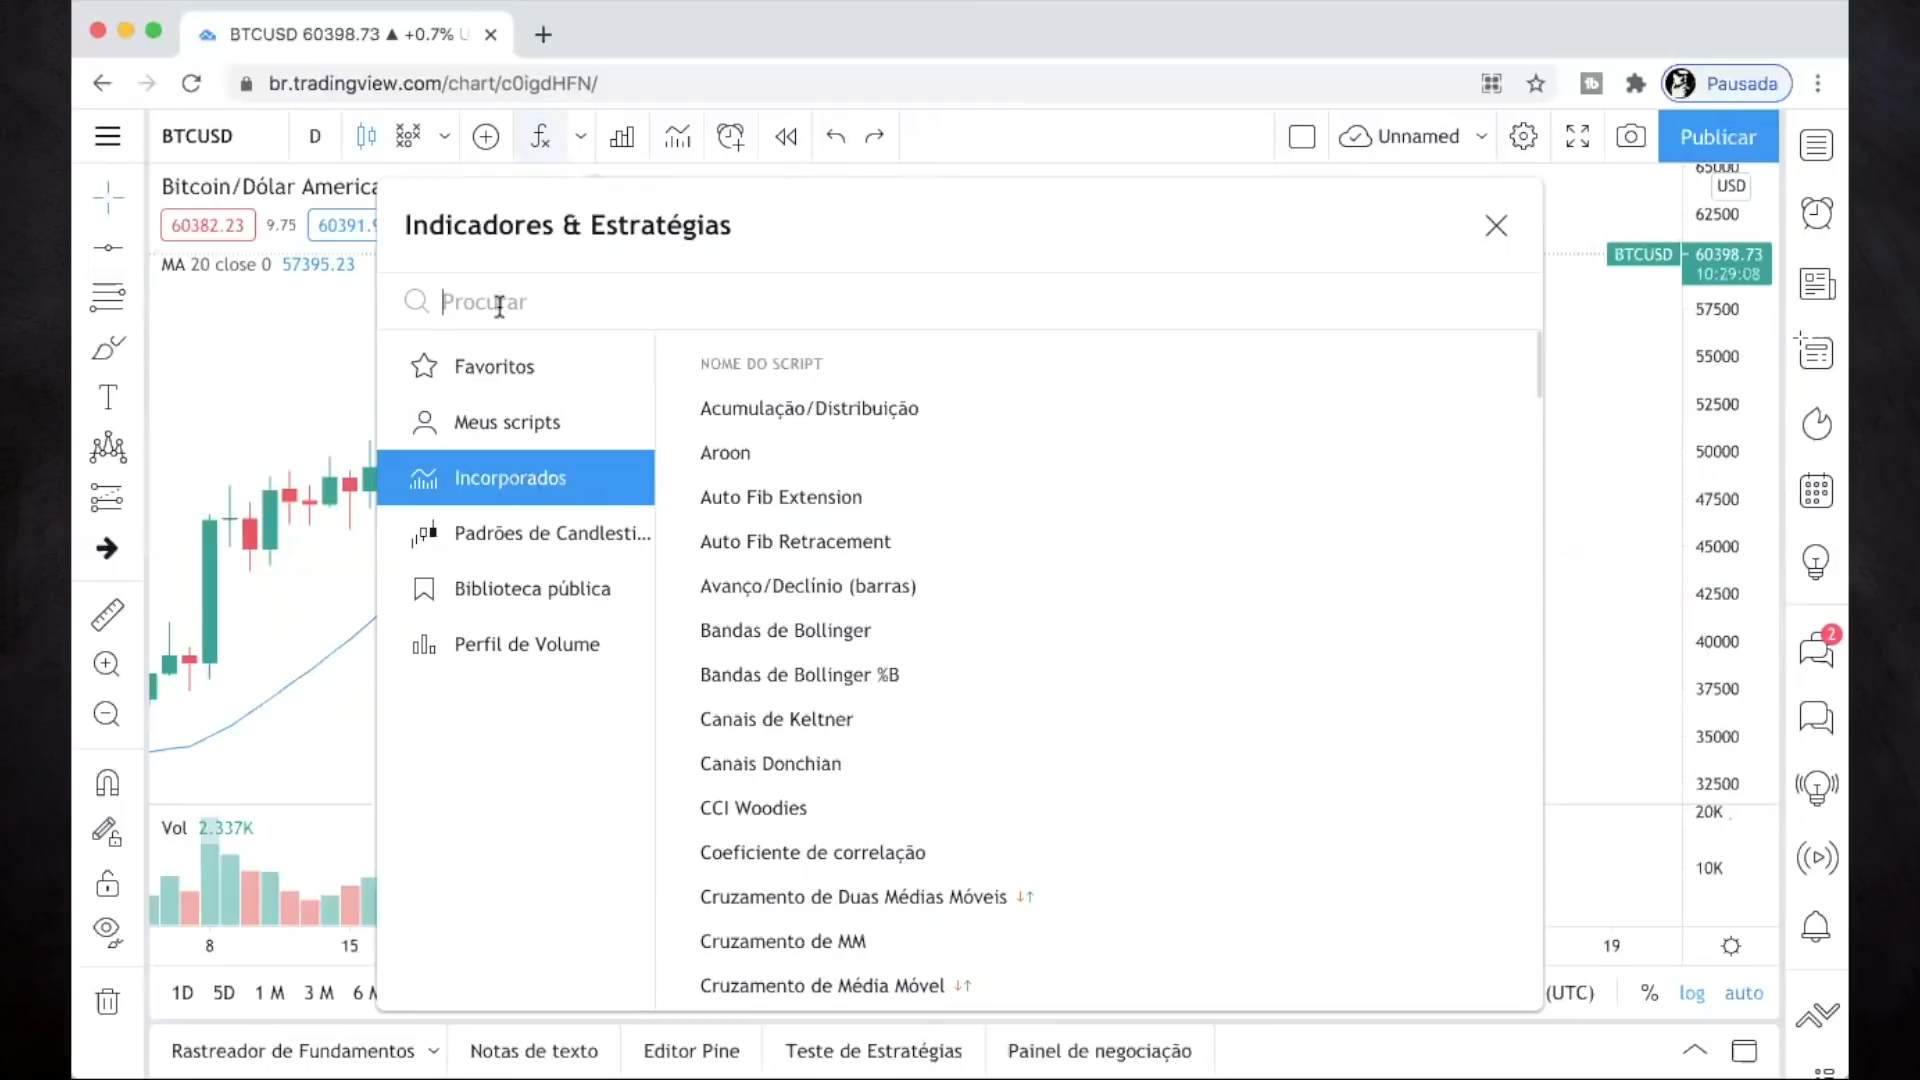 BTCUSD 60398.73 ▲ +0.7%
br.tradingview.com/chart/c0igdHFN/
Pausada
BTCUSD
D
Unnamed
Publicar
Bitcoin/Dólar America
60382.23
9.75
60391.9
MA 20 close 0 57395.23
Indicadores & Estratégias
Procurar
Favoritos
Meus scripts
Incorporados
Padrões de Candlesti...
Biblioteca pública
Perfil de Volume
NOME DO SCRIPT
Acumulação/Distribuição
Aroon
Auto Fib Extension
Auto Fib Retracement
Avanço/Declínio (barras)
Bandas de Bollinger
Bandas de Bollinger %B
Canais de Keltner
Canais Donchian
CCI Woodies
Coeficiente de correlação
Cruzamento de Duas Médias Móveis
Cruzamento de MM
Cruzamento de Média Móvel
65000
USD
62500
BTCUSD
60398.73
10:29:08
57500
55000
52500
50000
47500
45000
42500
40000
37500
35000
32500
20K
10K
2
Vol 2.337K
8
15
19
1D
5D
1 M
3 M
6 M
(UTC)
%
log
auto
Rastreador de Fundamentos
Notas de texto
Editor Pine
Teste de Estratégias
Painel de negociação